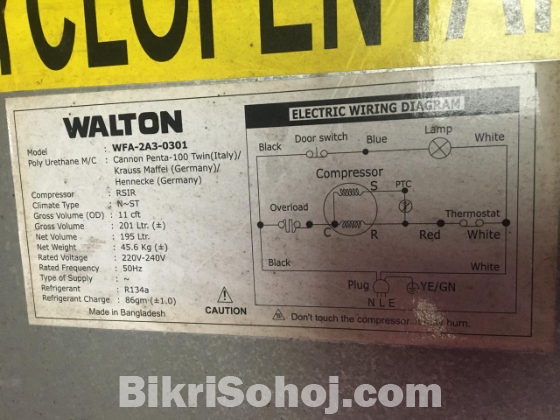 YCLOPENTAN
WALTON
Model : WFA-2A3-0301
Poly Urethane M/C : Cannon Penta-100 Twin(Italy)/
Krauss Maffei (Germany)/
Hennecke (Germany)
Compressor : RSIR
Climate Type : N~ST
Gross Volume (OD) : 11 cft
Gross Volume : 201 Ltr. (±)
Net Volume : 195 Ltr.
Net Weight : 45.6 Kg (±)
Rated Voltage : 220V-240V
Rated Frequency : 50Hz
Type of Supply : ~
Refrigerant : R134a
Refrigerant Charge : 86gm (±1.0)
Made in Bangladesh
CAUTION
ELECTRIC WIRING DIAGRAM
Black Door switch Blue Lamp White
Compressor
S PTC
Overload Thermostat
C R Red White
Black White
Plug YE/GN
N L E
Don't touch the compressor. burn.
BikriSohoj.com